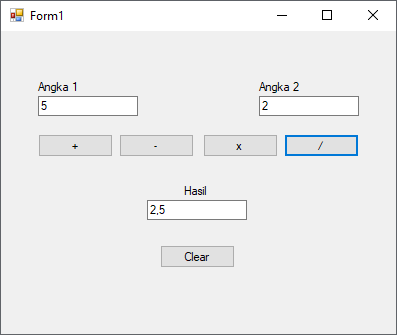 Form1
Angka 1 Angka 2
5 2
+ - x /
Hasil
2,5
Clear